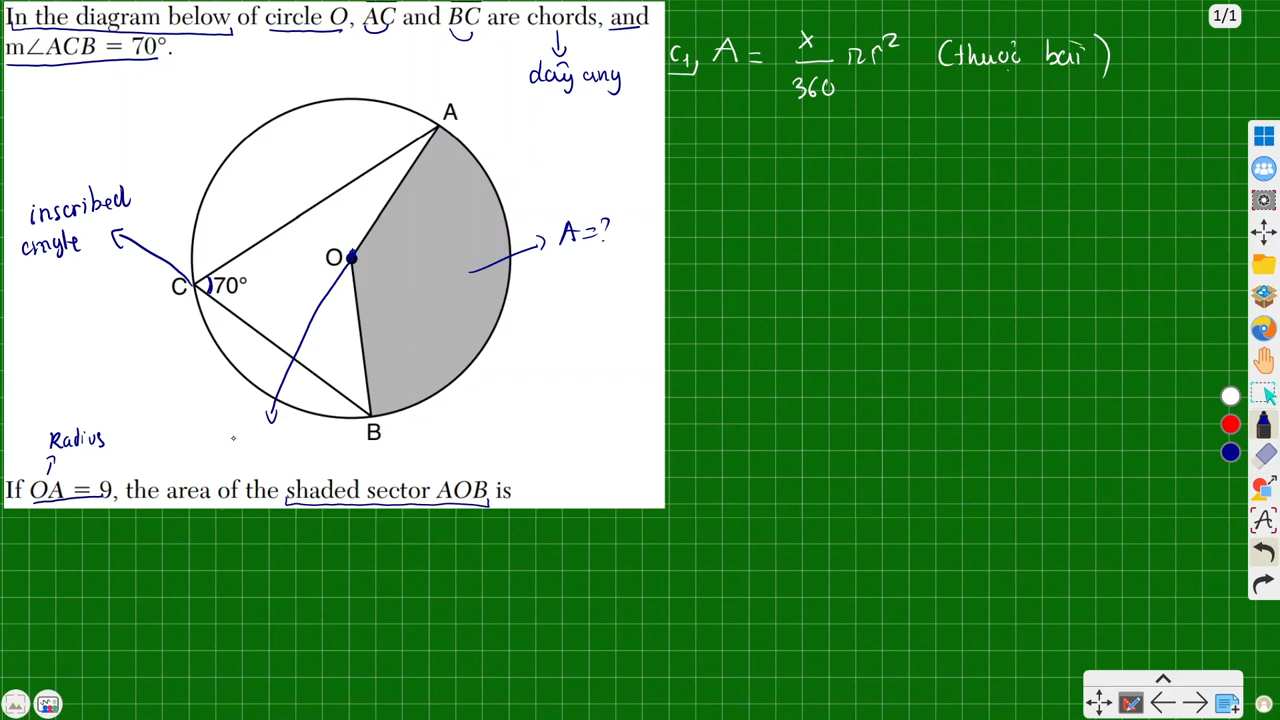 In the diagram below of circle O, AC and BC are chords, and
m∠ACB = 70°.
dây cung
c1, A = x/360 πr² (thuộc bài)
A
inscribed
angle
A = ?
O
C
70°
B
Radius
If OA = 9, the area of the shaded sector AOB is
1/1
A